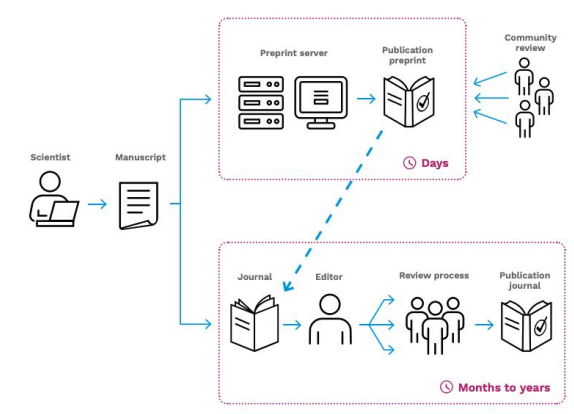 Scientist
Manuscript
Preprint server
Publication
preprint
Community
review
Days
Journal
Editor
Review process
Publication
journal
Months to years